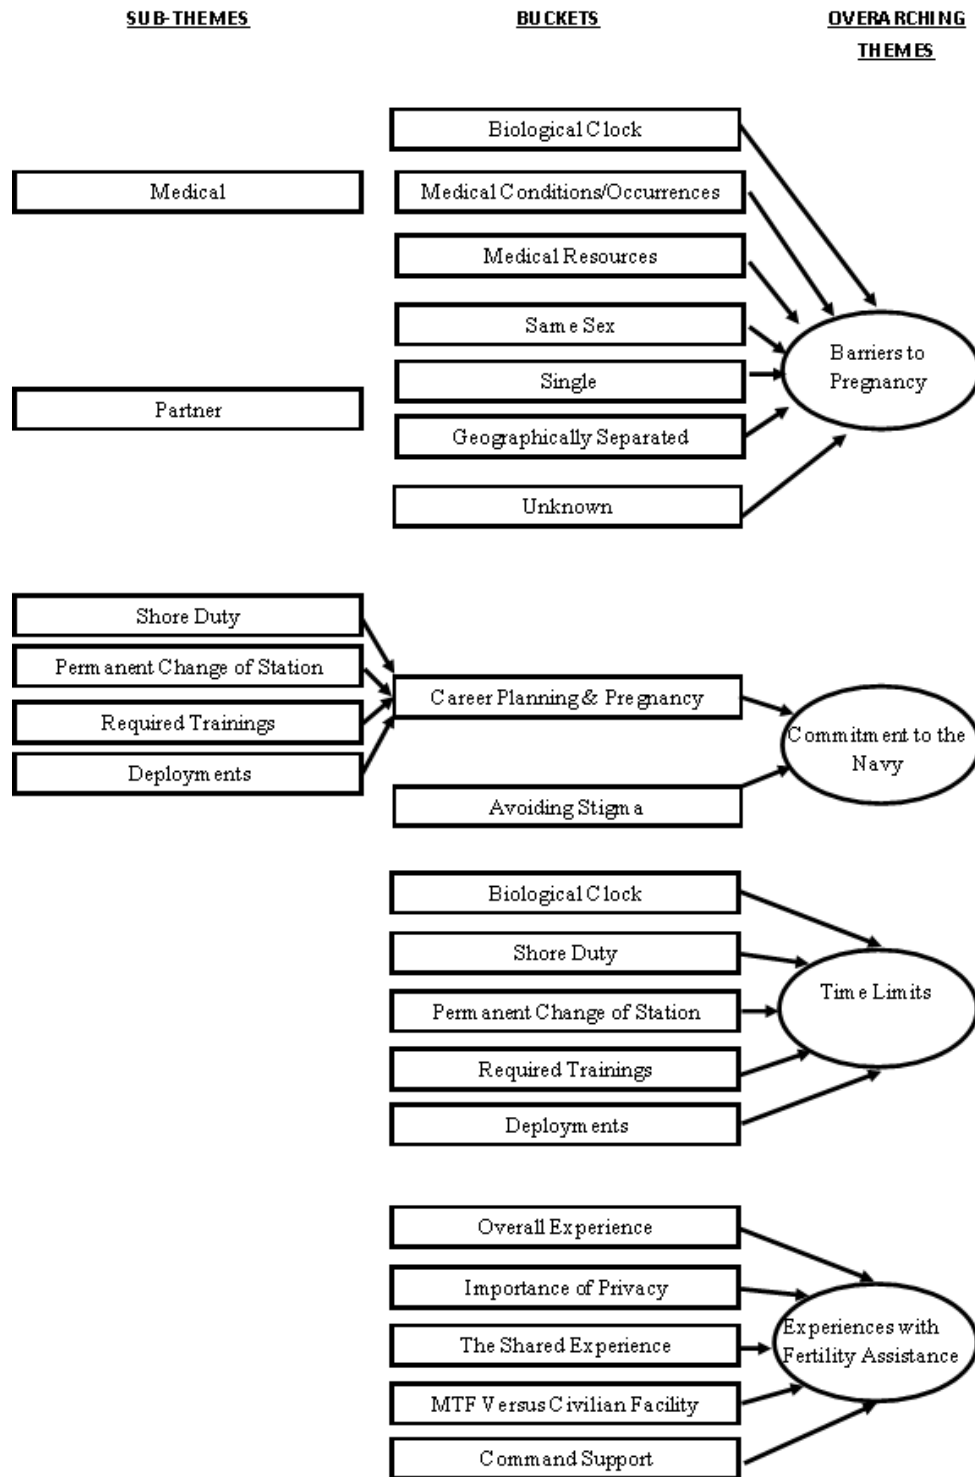 SUB-THEMES
BUCKETS
OVERARCHING
THEMES
Biological Clock
Medical
Medical Conditions/Occurrences
Medical Resources
Same Sex
Single
Partner
Geographically Separated
Unknown
Barriers to
Pregnancy
Shore Duty
Permanent Change of Station
Required Trainings
Deployments
Career Planning & Pregnancy
Avoiding Stigma
Commitment to the
Navy
Biological Clock
Shore Duty
Permanent Change of Station
Required Trainings
Deployments
Time Limits
Overall Experience
Importance of Privacy
The Shared Experience
MTF Versus Civilian Facility
Command Support
Experiences with
Fertility Assistance